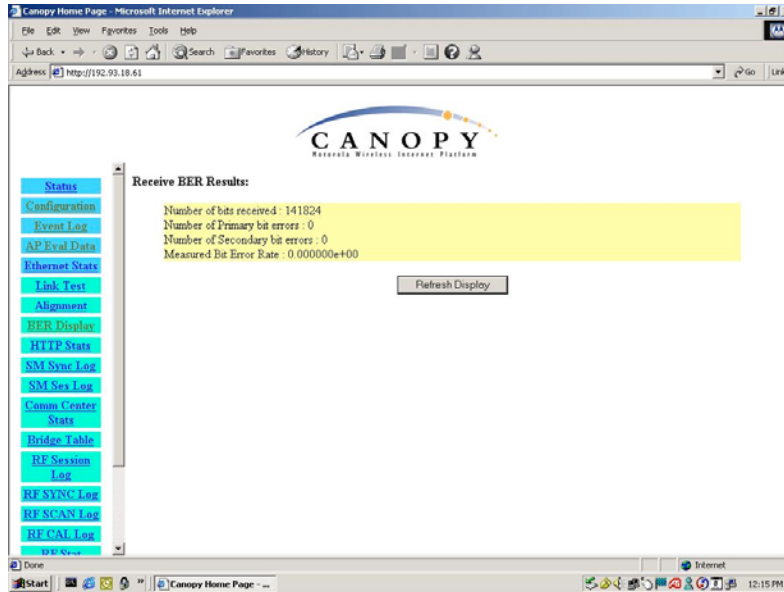 Canopy Home Page - Microsoft Internet Explorer
File Edit View Favorites Tools Help
Back Search Favorites History
Address http://192.93.18.61 Go
CANOPY
Motorola Wireless Internet Platform
Status
Configuration
Event Log
AP Eval Data
Ethernet Stats
Link Test
Alignment
BER Display
HTTP Stats
SM Sync Log
SM Ses Log
Comm Center
Stats
Bridge Table
RF Session
Log
RF SYNC Log
RF SCAN Log
RF CAL Log
RF Stat
Receive BER Results:
Number of bits received : 141824
Number of Primary bit errors : 0
Number of Secondary bit errors : 0
Measured Bit Error Rate : 0.000000e+00
Refresh Display
Done Internet
Start Canopy Home Page - ... 12:15 PM